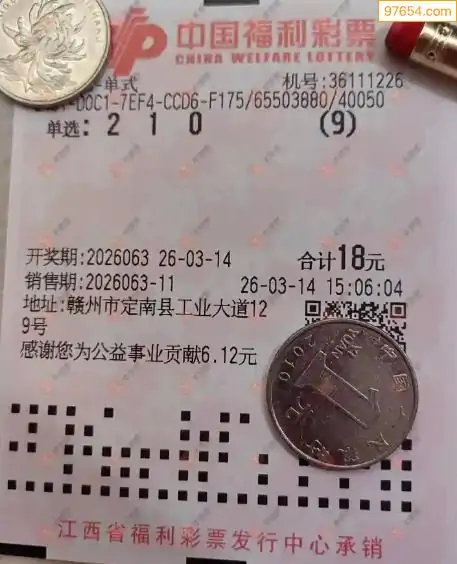 97654.com
中国福利彩票
CHINA WELFARE LOTTERY
单式 机号:36111226
D0C1-7EF4-CCD6-F175/65503880/40050
单选: 2 1 0 (9)
开奖期:2026063 26-03-14 合计18元
销售期:2026063-11 26-03-14 15:06:04
地址:赣州市定南县工业大道12
9号
感谢您为公益事业贡献6.12元
1
YUAN
2010
江西省福利彩票发行中心承销